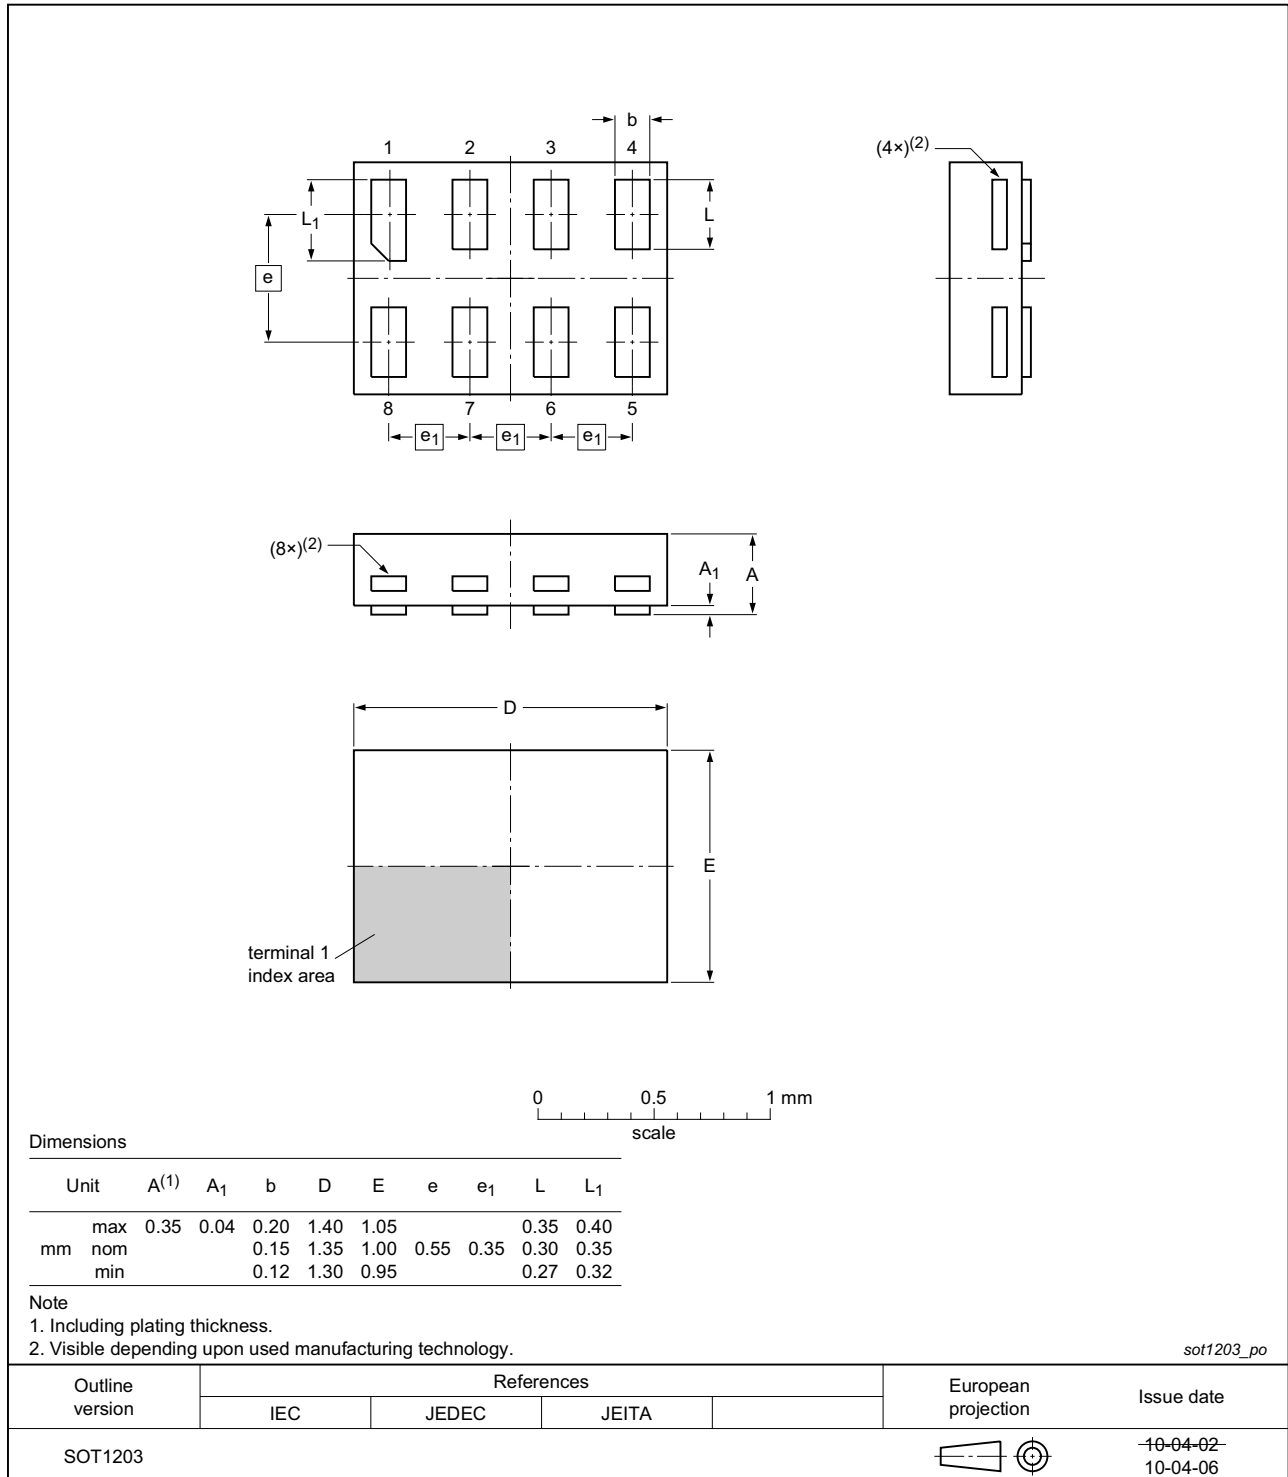 b
1 2 3 4
(4×)(2)
L1
L
e
8 7 6 5
e1 e1 e1
(8×)(2)
A1 A
D
E
terminal 1
index area
0 0.5 1 mm
scale
Dimensions
Unit A(1) A1 b D E e e1 L L1
max 0.35 0.04 0.20 1.40 1.05 0.35 0.40
mm nom 0.15 1.35 1.00 0.55 0.35 0.30 0.35
min 0.12 1.30 0.95 0.27 0.32
Note
1. Including plating thickness.
2. Visible depending upon used manufacturing technology.
sot1203_po
Outline
version
References
IEC JEDEC JEITA
European
projection
Issue date
SOT1203
10-04-02
10-04-06